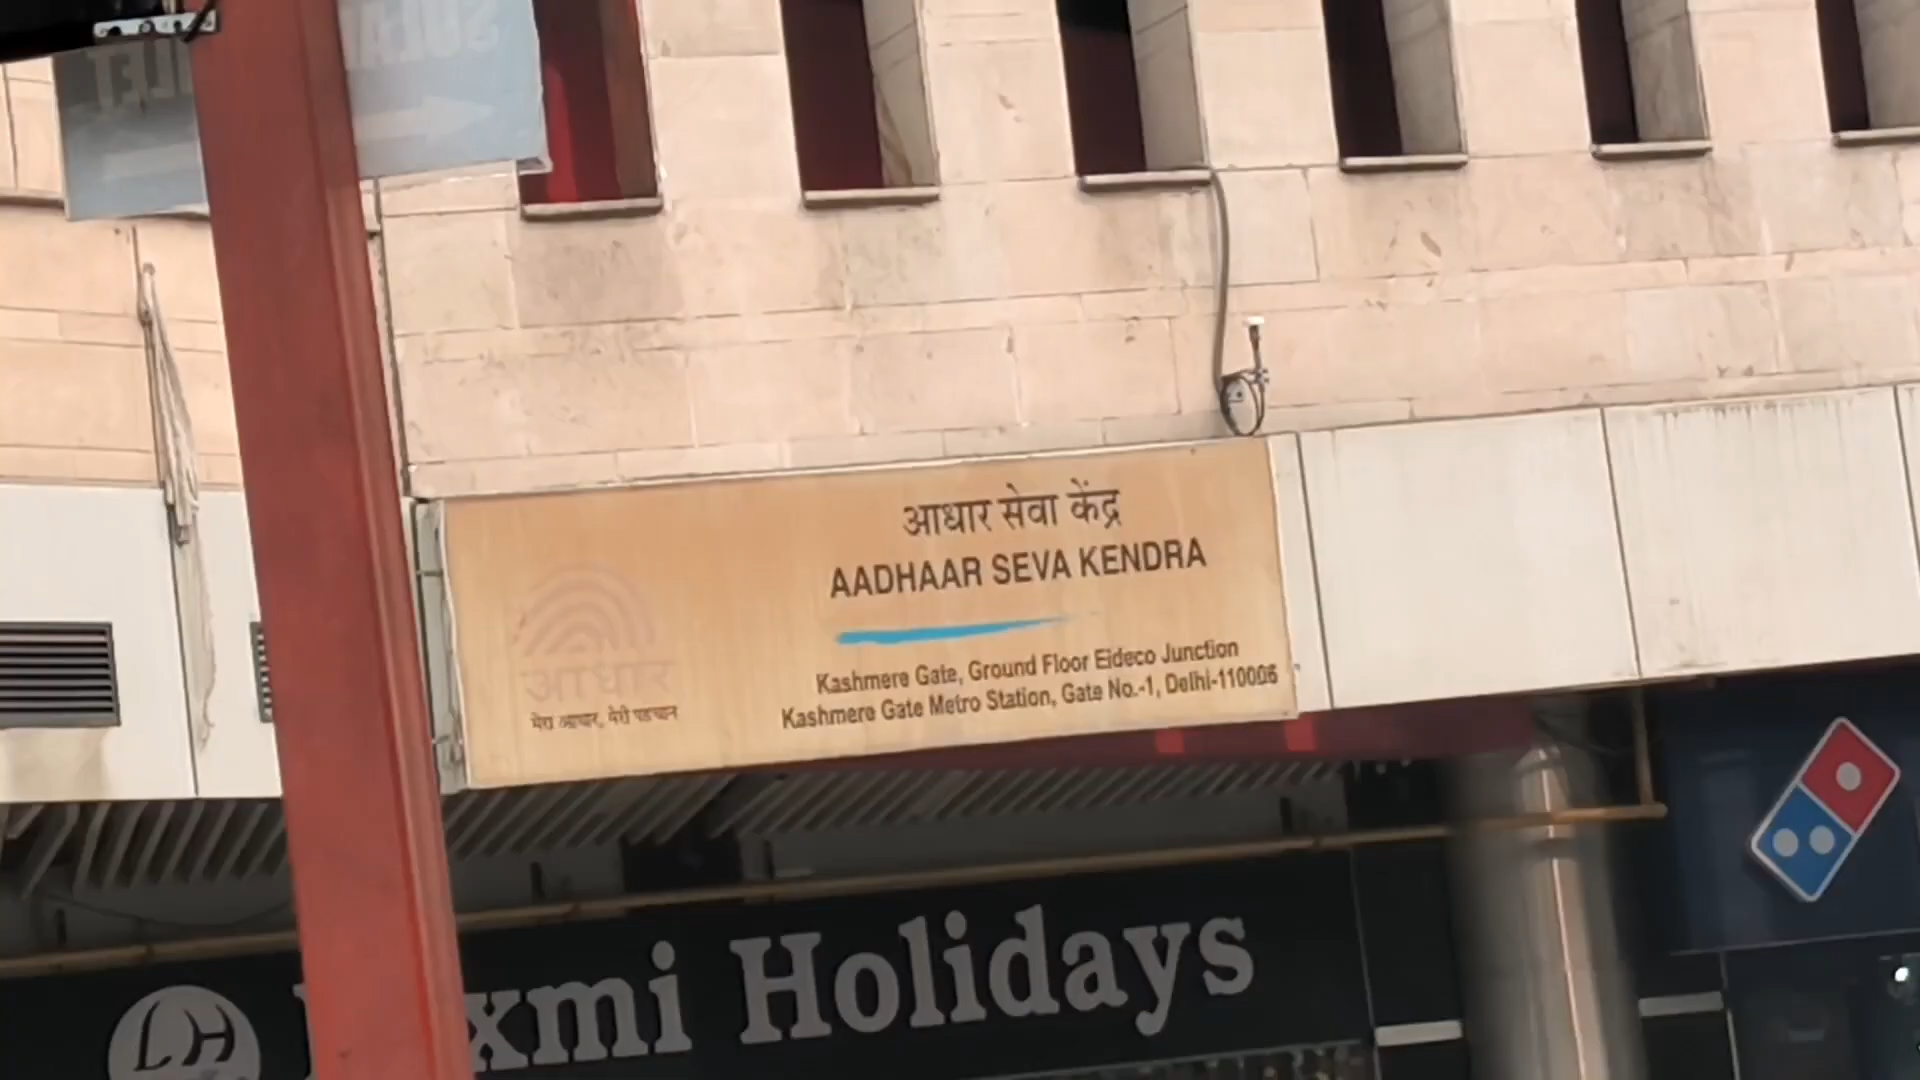 आधार सेवा केंद्र
AADHAAR SEVA KENDRA
Kashmere Gate, Ground Floor Eideco Junction
Kashmere Gate Metro Station, Gate No.-1, Delhi-110006
आधार
मेरा आधार, मेरी पहचान
LH
Holidays